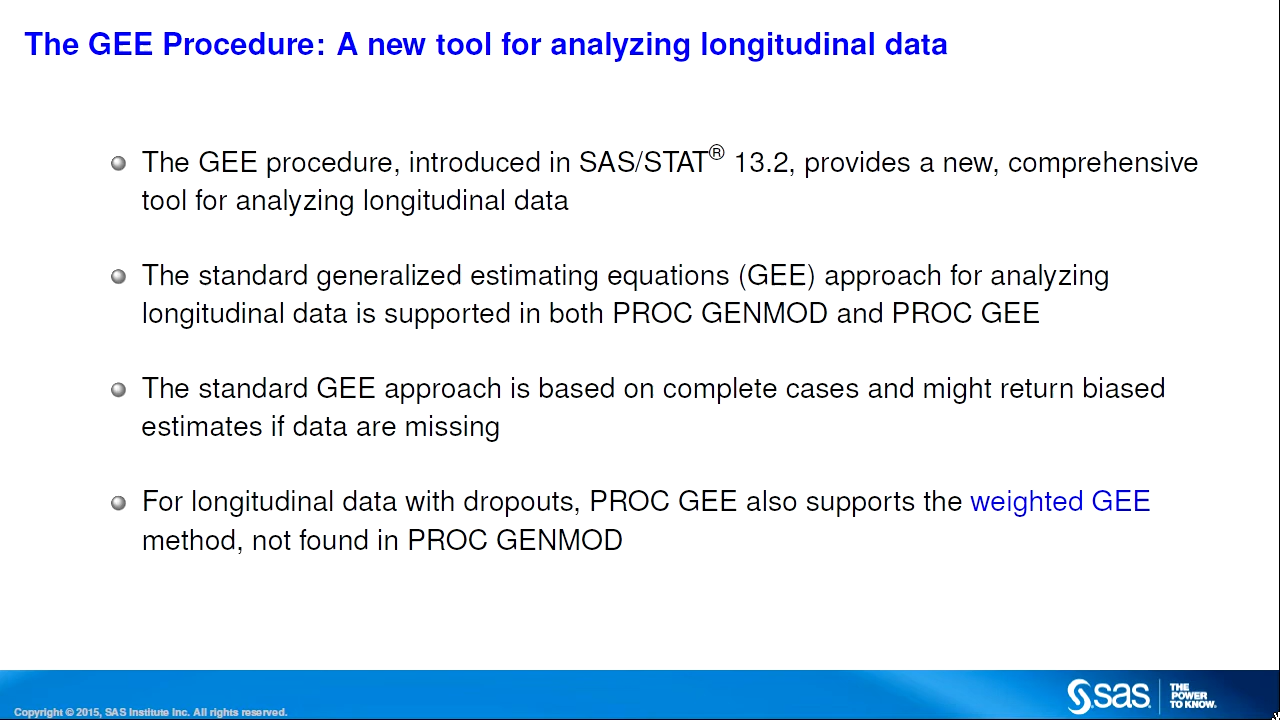 The GEE Procedure: A new tool for analyzing longitudinal data
The GEE procedure, introduced in SAS/STAT® 13.2, provides a new, comprehensive
tool for analyzing longitudinal data
The standard generalized estimating equations (GEE) approach for analyzing
longitudinal data is supported in both PROC GENMOD and PROC GEE
The standard GEE approach is based on complete cases and might return biased
estimates if data are missing
For longitudinal data with dropouts, PROC GEE also supports the weighted GEE
method, not found in PROC GENMOD
Copyright © 2015, SAS Institute Inc. All rights reserved.
sas
THE
POWER
TO KNOW.